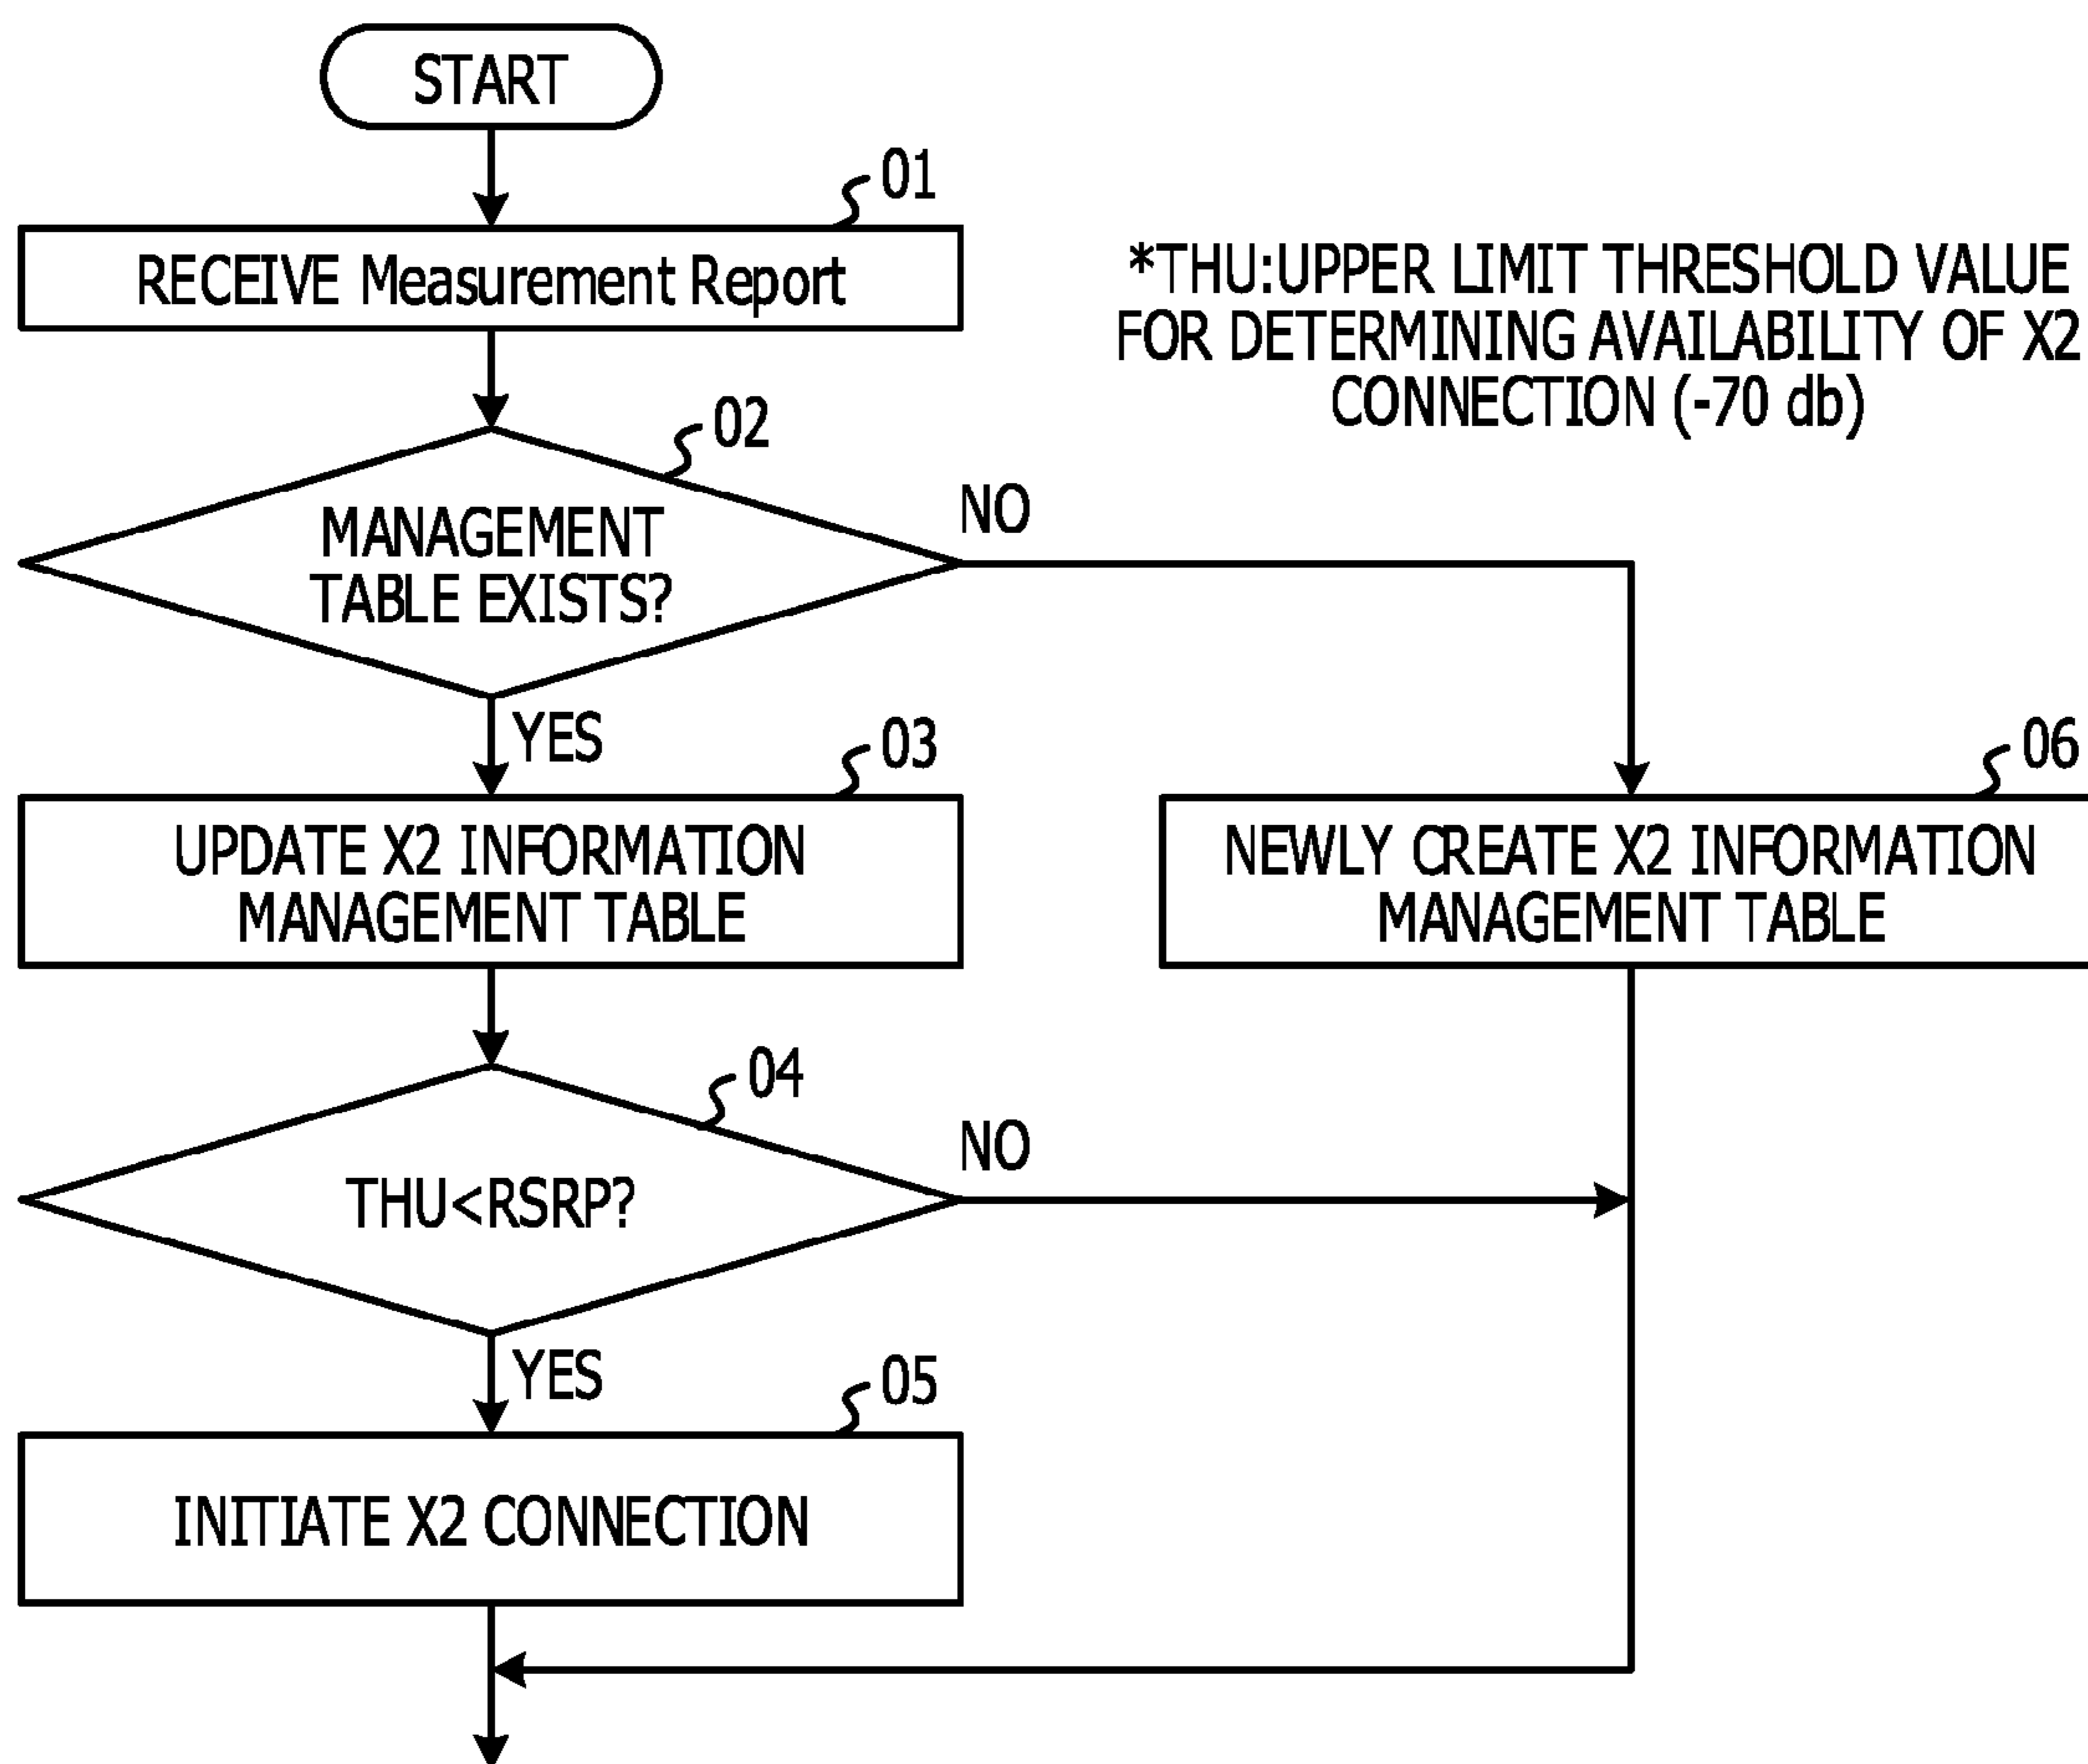 START
01
RECEIVE Measurement Report
*THU:UPPER LIMIT THRESHOLD VALUE
FOR DETERMINING AVAILABILITY OF X2
CONNECTION (-70 db)
02
MANAGEMENT
TABLE EXISTS?
NO
YES
03
UPDATE X2 INFORMATION
MANAGEMENT TABLE
06
NEWLY CREATE X2 INFORMATION
MANAGEMENT TABLE
04
THU<RSRP?
NO
YES
05
INITIATE X2 CONNECTION